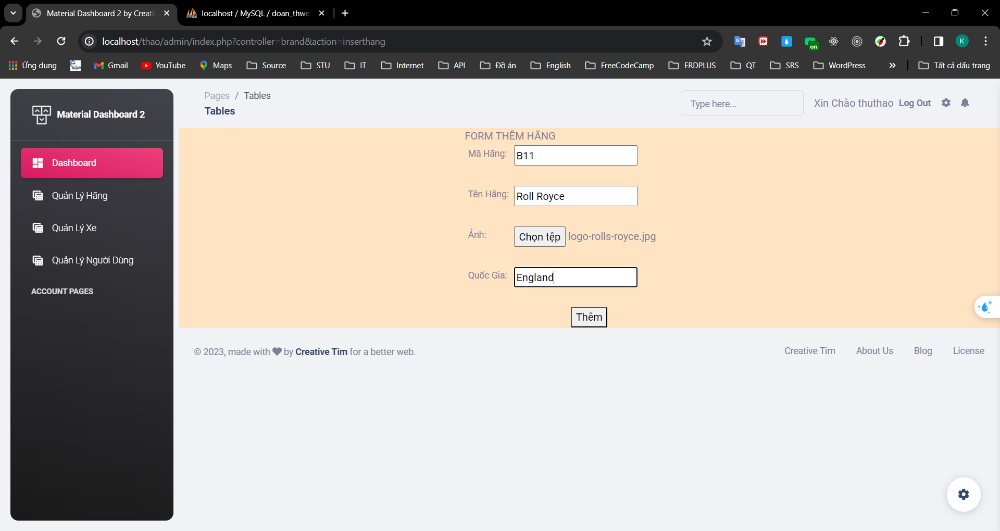 Material Dashboard 2 by Creati
localhost / MySQL / doan_thwe
localhost/thao/admin/index.php?controller=brand&action=inserthang
on
K
Ứng dụng
Gmail
YouTube
Maps
Source
STU
IT
Internet
API
Đồ án
English
FreeCodeCamp
ERDPLUS
QT
SRS
WordPress
Tất cả dấu trang
Material Dashboard 2
Dashboard
Quản Lý Hãng
Quản Lý Xe
Quản Lý Người Dùng
ACCOUNT PAGES
Pages / Tables
Tables
Type here...
Xin Chào thuthao Log Out
FORM THÊM HÃNG
Mã Hãng: B11
Tên Hãng: Roll Royce
Ảnh: Chọn tệp logo-rolls-royce.jpg
Quốc Gia: England
Thêm
© 2023, made with by Creative Tim for a better web.
Creative Tim
About Us
Blog
License